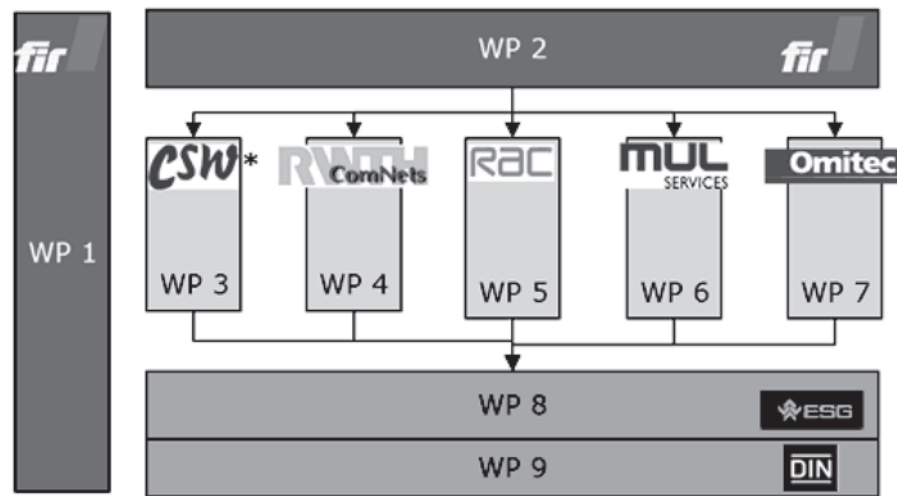 fir
WP 2
fir
CSW*
RWTH
ComNets
RAC
MUL
SERVICES
Omitec
WP 1
WP 3
WP 4
WP 5
WP 6
WP 7
WP 8
ESG
WP 9
DIN